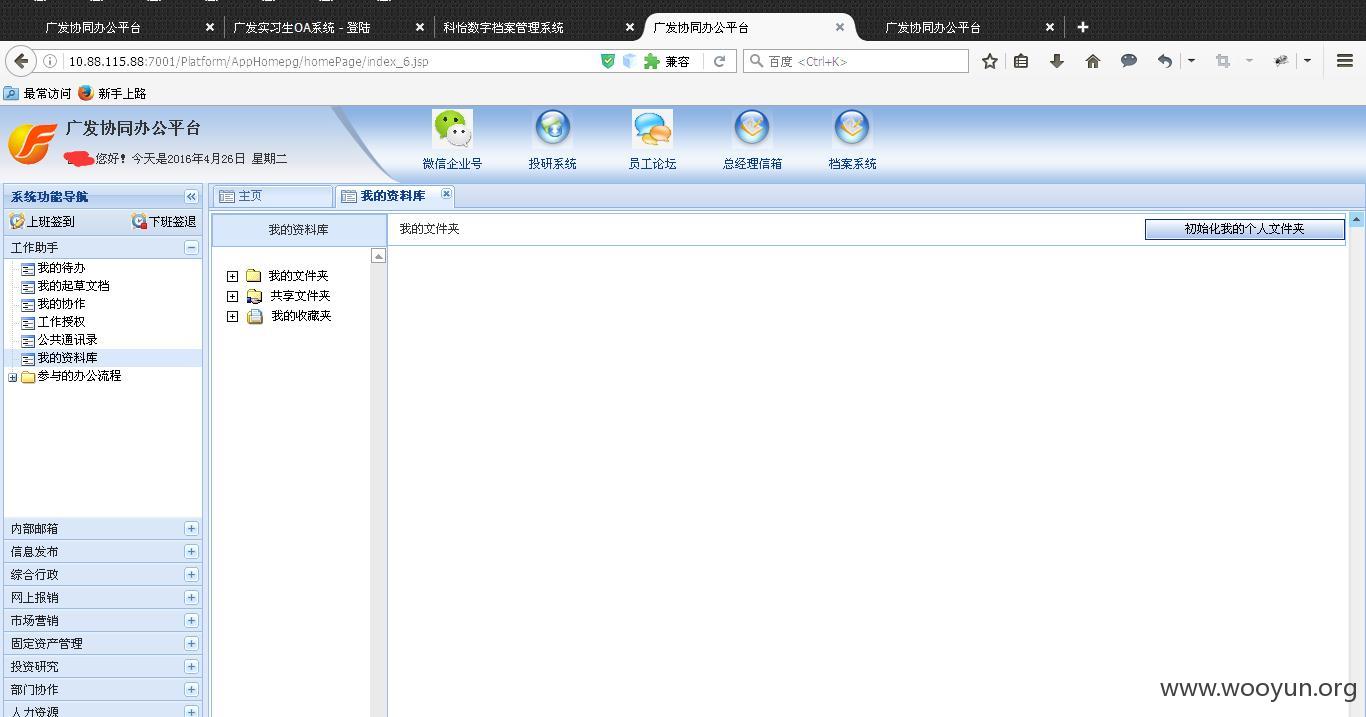 广发协同办公平台
广发实习生OA系统 - 登陆
科怡数字档案管理系统
广发协同办公平台
广发协同办公平台
10.88.115.88:7001/Platform/AppHomepg/homePage/index_6.jsp
兼容
百度 <Ctrl+K>
最常访问
新手上路
广发协同办公平台
您好！今天是2016年4月26日 星期二
微信企业号
投研系统
员工论坛
总经理信箱
档案系统
系统功能导航
主页
我的资料库
上班签到
下班签退
工作助手
我的待办
我的起草文档
我的协作
工作授权
公共通讯录
我的资料库
参与的办公流程
内部邮箱
信息发布
综合行政
网上报销
市场营销
固定资产管理
投资研究
部门协作
人力资源
我的资料库
我的文件夹
初始化我的个人文件夹
我的文件夹
共享文件夹
我的收藏夹
www.wooyun.org